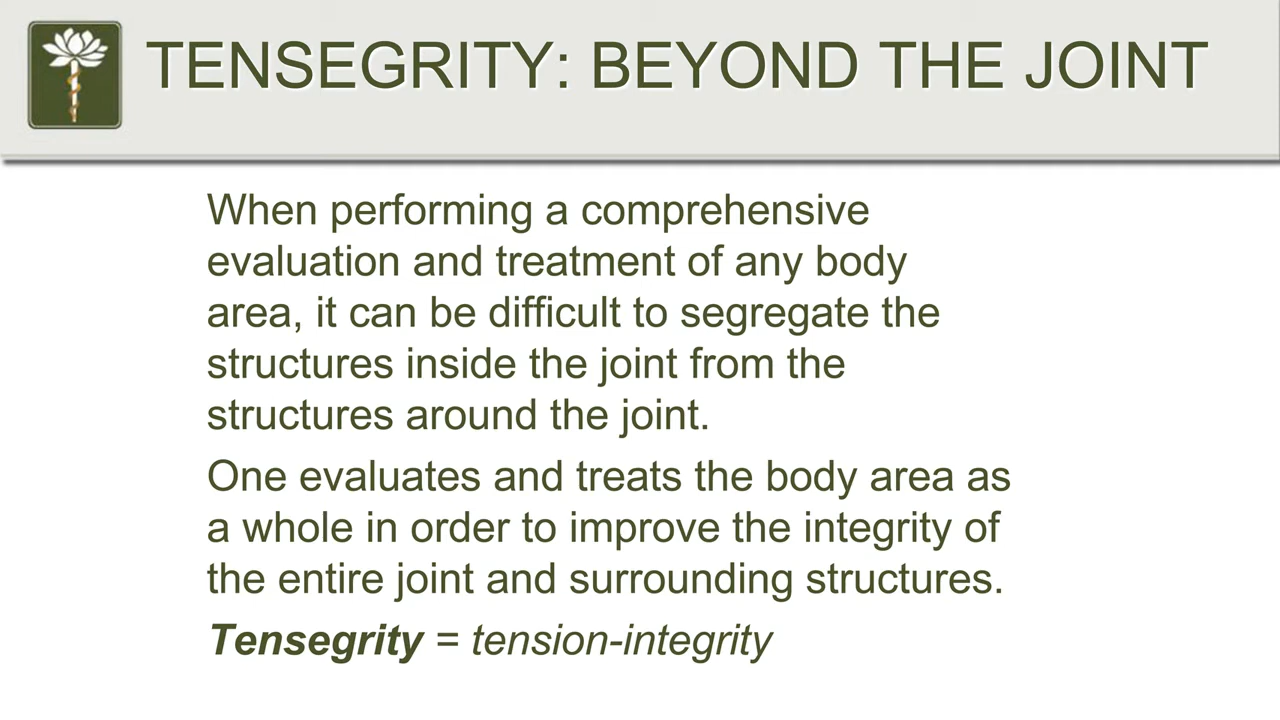 TENSEGRITY: BEYOND THE JOINT
When performing a comprehensive
evaluation and treatment of any body
area, it can be difficult to segregate the
structures inside the joint from the
structures around the joint.
One evaluates and treats the body area as
a whole in order to improve the integrity of
the entire joint and surrounding structures.
Tensegrity = tension-integrity